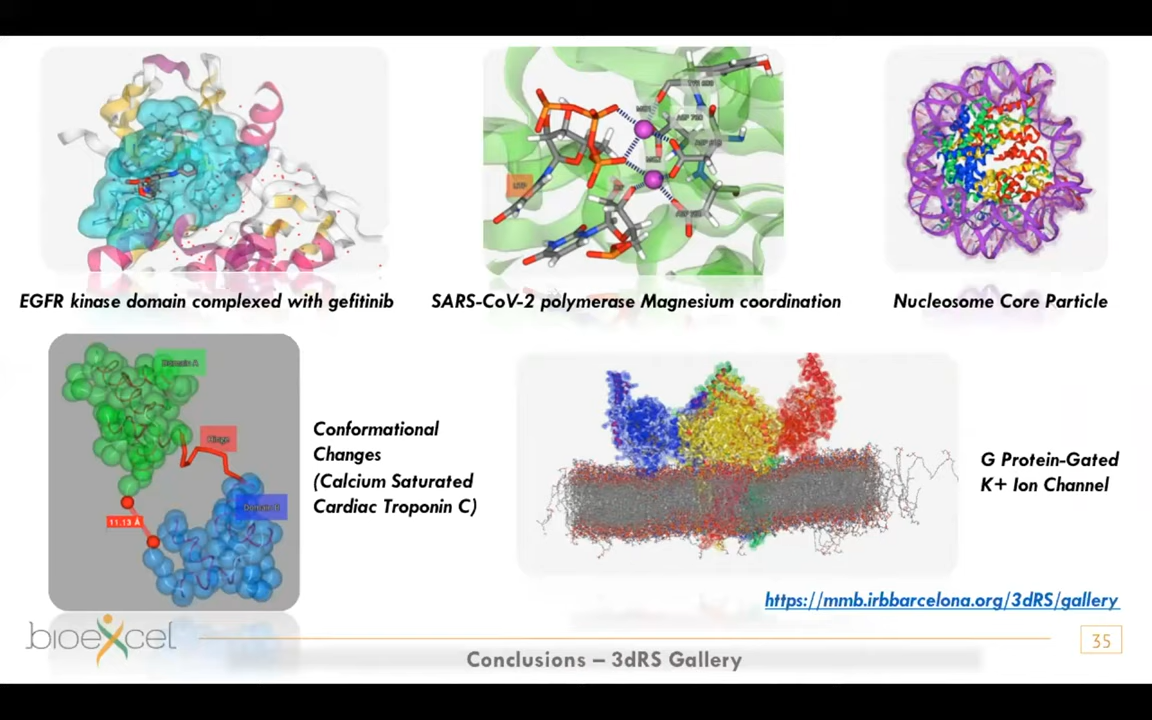 EGFR kinase domain complexed with gefitinib
SARS-CoV-2 polymerase Magnesium coordination
Nucleosome Core Particle
Domain A
Hinge
11.13 Å
Conformational
Changes
(Calcium Saturated
Cardiac Troponin C)
G Protein-Gated
K+ Ion Channel
https://mmb.irbbarcelona.org/3dRS/gallery
bioexcel
Conclusions – 3dRS Gallery
35